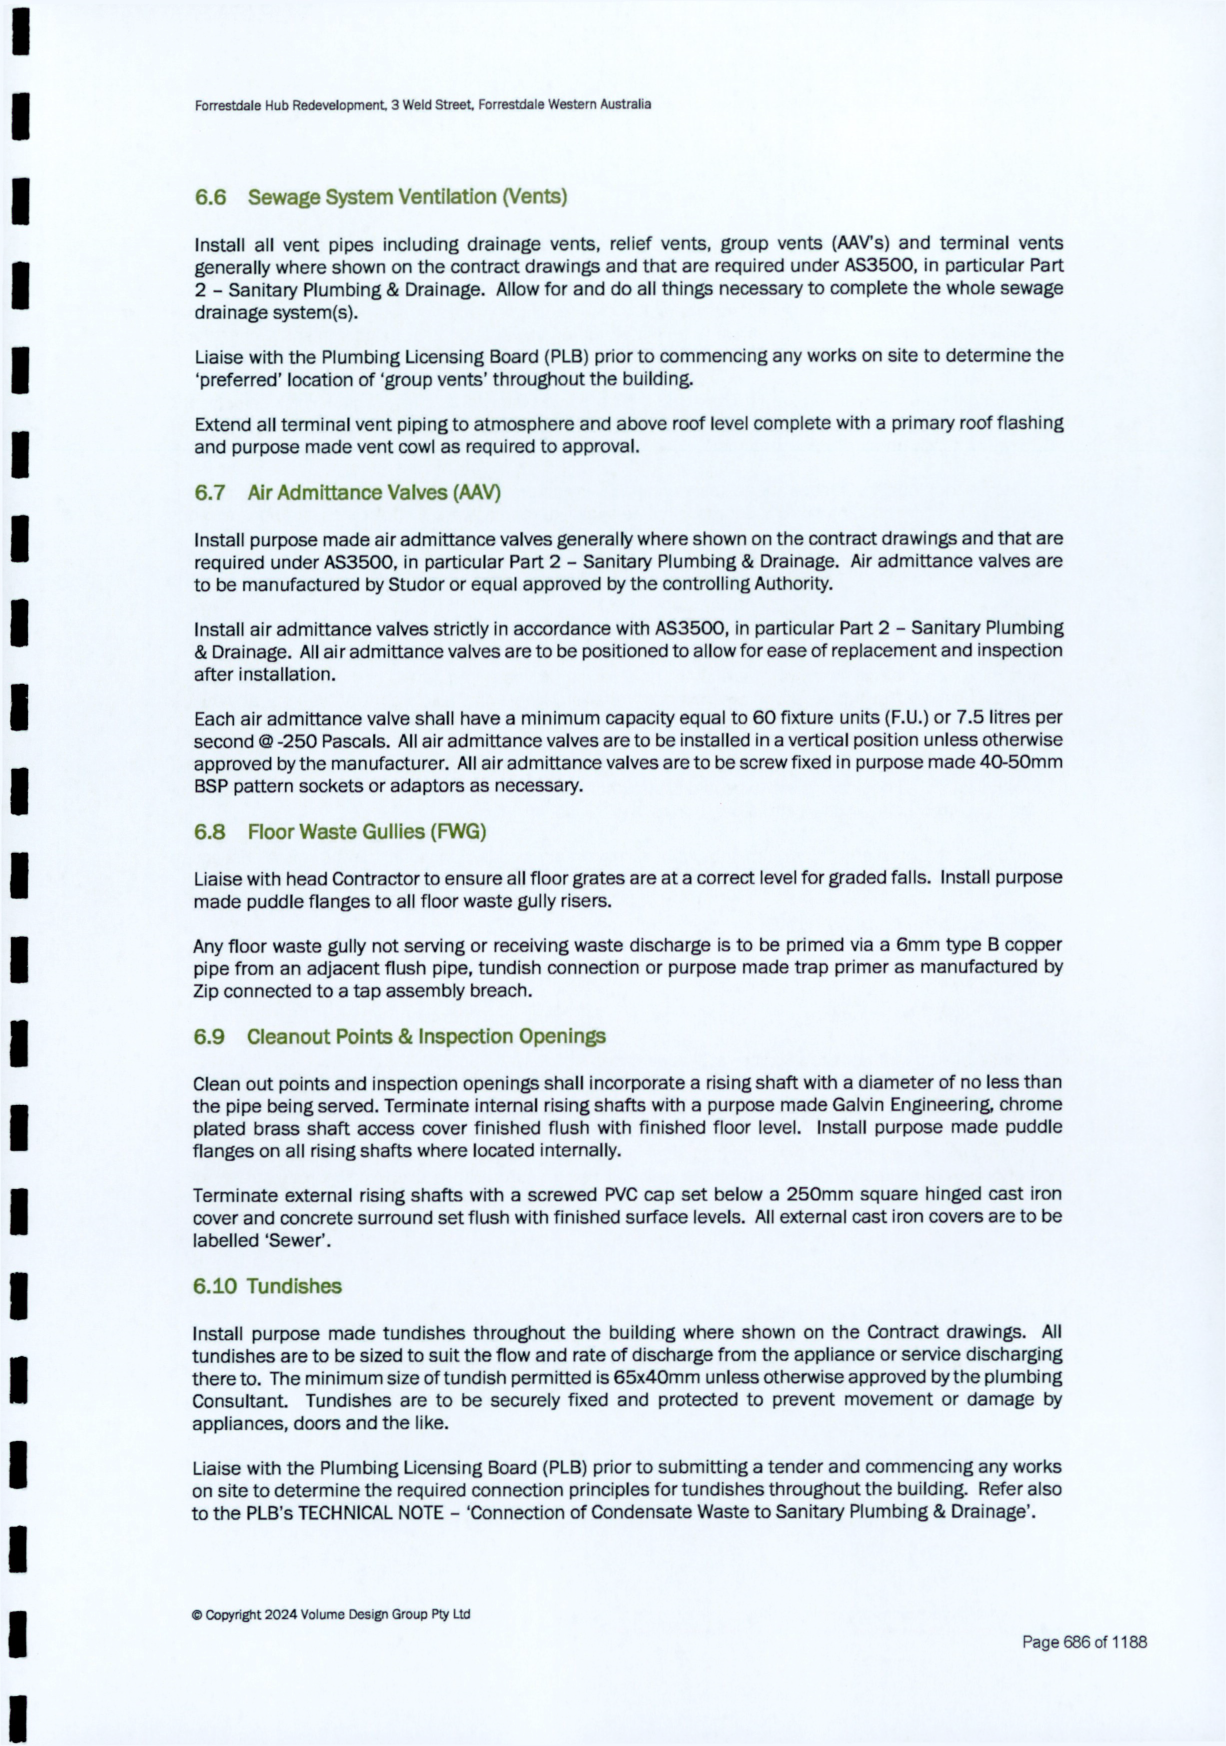 Forrestdale Hub Redevelopment, 3 Weld Street, Forrestdale Western Australia
6.6 Sewage System Ventilation (Vents)
Install all vent pipes including drainage vents, relief vents, group vents (AAV's) and terminal vents
generally where shown on the contract drawings and that are required under AS3500, in particular Part
2 – Sanitary Plumbing & Drainage. Allow for and do all things necessary to complete the whole sewage
drainage system(s).
Liaise with the Plumbing Licensing Board (PLB) prior to commencing any works on site to determine the
‘preferred’ location of ‘group vents’ throughout the building.
Extend all terminal vent piping to atmosphere and above roof level complete with a primary roof flashing
and purpose made vent cowl as required to approval.
6.7 Air Admittance Valves (AAV)
Install purpose made air admittance valves generally where shown on the contract drawings and that are
required under AS3500, in particular Part 2 – Sanitary Plumbing & Drainage. Air admittance valves are
to be manufactured by Studor or equal approved by the controlling Authority.
Install air admittance valves strictly in accordance with AS3500, in particular Part 2 – Sanitary Plumbing
& Drainage. All air admittance valves are to be positioned to allow for ease of replacement and inspection
after installation.
Each air admittance valve shall have a minimum capacity equal to 60 fixture units (F.U.) or 7.5 litres per
second @ -250 Pascals. All air admittance valves are to be installed in a vertical position unless otherwise
approved by the manufacturer. All air admittance valves are to be screw fixed in purpose made 40-50mm
BSP pattern sockets or adaptors as necessary.
6.8 Floor Waste Gullies (FWG)
Liaise with head Contractor to ensure all floor grates are at a correct level for graded falls. Install purpose
made puddle flanges to all floor waste gully risers.
Any floor waste gully not serving or receiving waste discharge is to be primed via a 6mm type B copper
pipe from an adjacent flush pipe, tundish connection or purpose made trap primer as manufactured by
Zip connected to a tap assembly breach.
6.9 Cleanout Points & Inspection Openings
Clean out points and inspection openings shall incorporate a rising shaft with a diameter of no less than
the pipe being served. Terminate internal rising shafts with a purpose made Galvin Engineering, chrome
plated brass shaft access cover finished flush with finished floor level. Install purpose made puddle
flanges on all rising shafts where located internally.
Terminate external rising shafts with a screwed PVC cap set below a 250mm square hinged cast iron
cover and concrete surround set flush with finished surface levels. All external cast iron covers are to be
labelled ‘Sewer’.
6.10 Tundishes
Install purpose made tundishes throughout the building where shown on the Contract drawings. All
tundishes are to be sized to suit the flow and rate of discharge from the appliance or service discharging
there to. The minimum size of tundish permitted is 65x40mm unless otherwise approved by the plumbing
Consultant. Tundishes are to be securely fixed and protected to prevent movement or damage by
appliances, doors and the like.
Liaise with the Plumbing Licensing Board (PLB) prior to submitting a tender and commencing any works
on site to determine the required connection principles for tundishes throughout the building. Refer also
to the PLB's TECHNICAL NOTE – ‘Connection of Condensate Waste to Sanitary Plumbing & Drainage’.
© Copyright 2024 Volume Design Group Pty Ltd
Page 686 of 1188